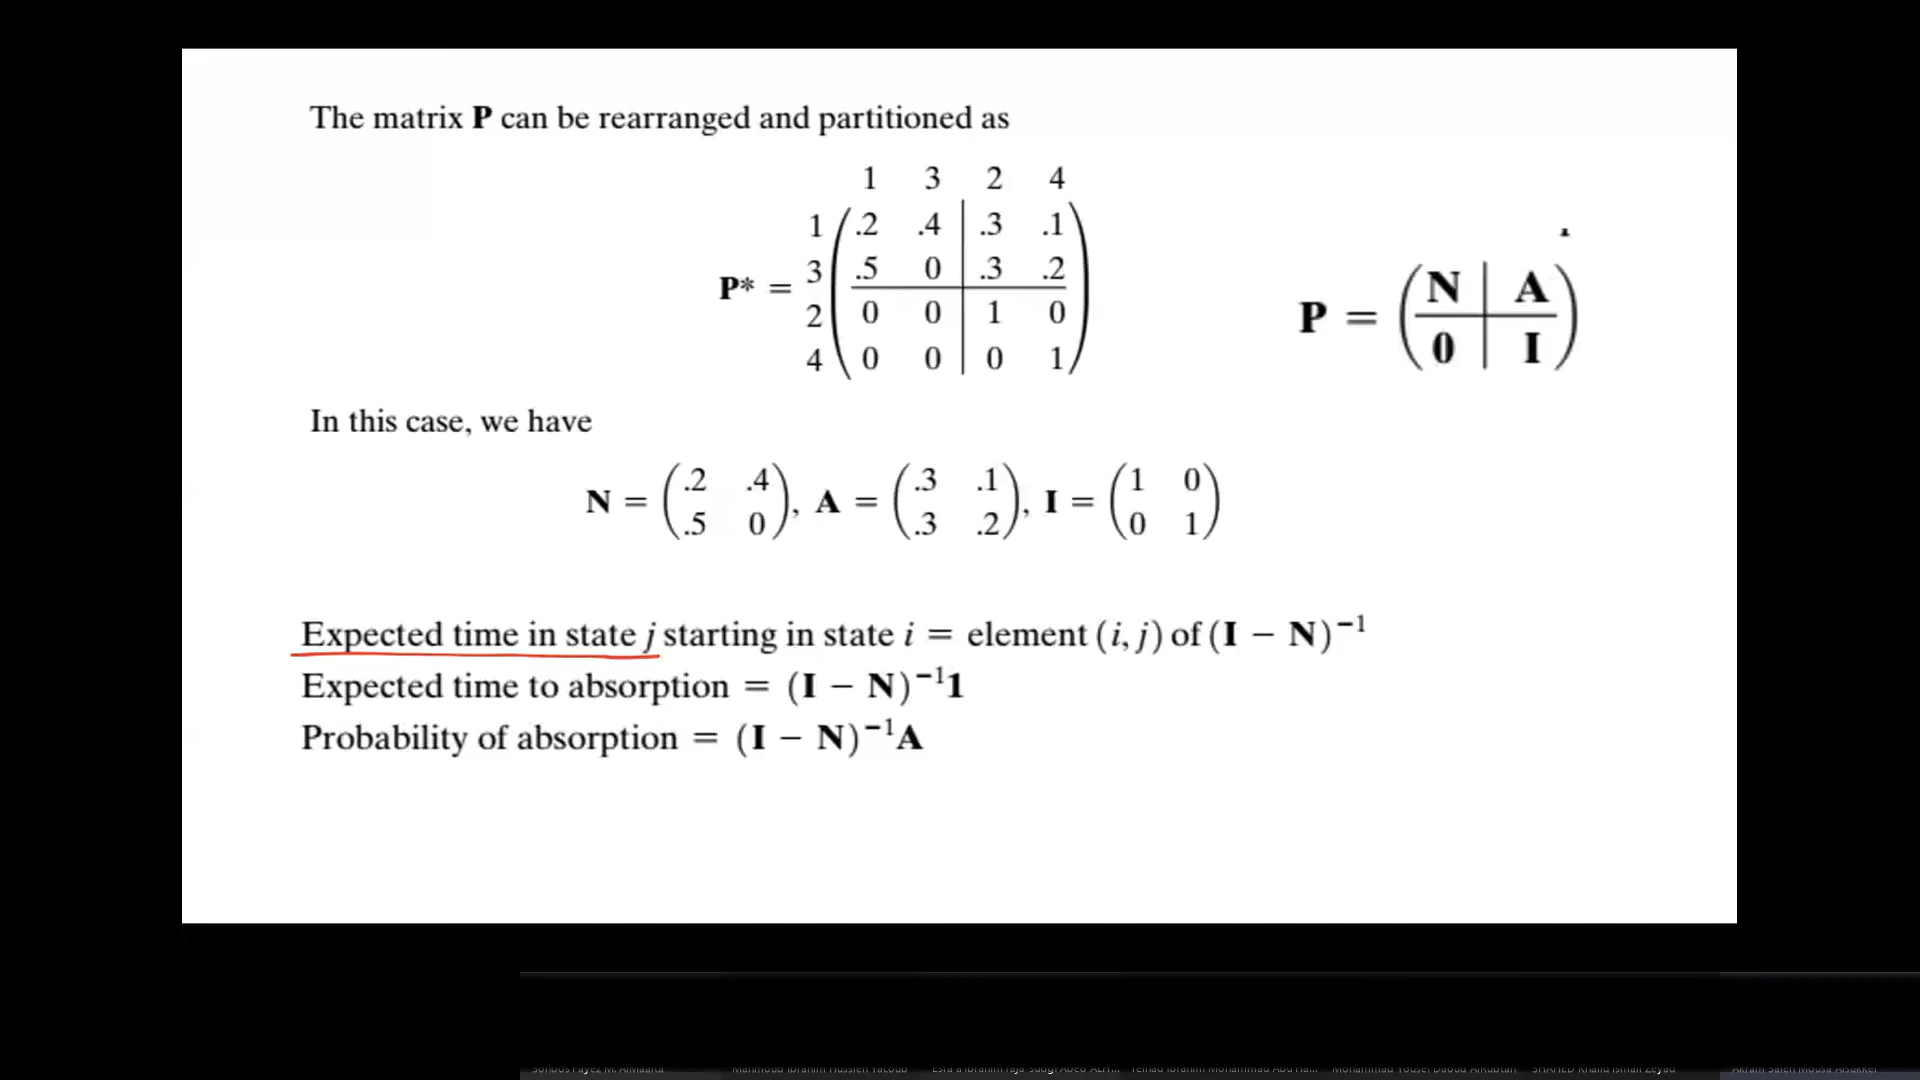 The matrix P can be rearranged and partitioned as
1 3 2 4
1 .2 .4 .3 .1
3 .5 0 .3 .2
P* =
2 0 0 1 0
4 0 0 0 1
P = ( N A
0 I )
In this case, we have
N = ( .2 .4
.5 0 ), A = ( .3 .1
.3 .2 ), I = ( 1 0
0 1 )
Expected time in state j starting in state i = element (i, j) of (I − N)⁻¹
Expected time to absorption = (I − N)⁻¹1
Probability of absorption = (I − N)⁻¹A